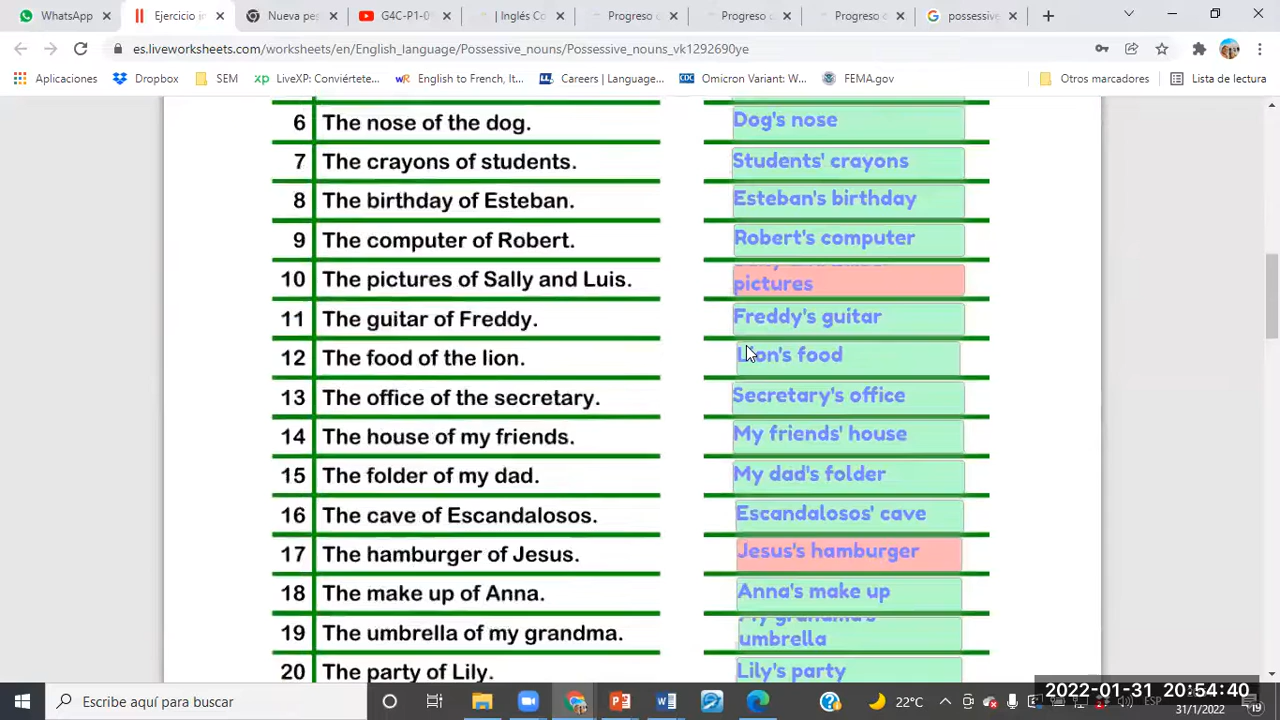 WhatsApp
Ejercicio in
Nueva pe
G4C-P1-0
Inglés Co
Progreso
Progreso
Progreso
possessive
es.liveworksheets.com/worksheets/en/English_language/Possessive_nouns/Possessive_nouns_vk1292690ye
Aplicaciones
Dropbox
SEM
LiveXP: Conviértete...
English to French, It...
Careers | Language...
Omicron Variant: W...
FEMA.gov
Otros marcadores
Lista de lectura
6 The nose of the dog. Dog's nose
7 The crayons of students. Students' crayons
8 The birthday of Esteban. Esteban's birthday
9 The computer of Robert. Robert's computer
10 The pictures of Sally and Luis. pictures
11 The guitar of Freddy. Freddy's guitar
12 The food of the lion. Lion's food
13 The office of the secretary. Secretary's office
14 The house of my friends. My friends' house
15 The folder of my dad. My dad's folder
16 The cave of Escandalosos. Escandalosos' cave
17 The hamburger of Jesus. Jesus's hamburger
18 The make up of Anna. Anna's make up
19 The umbrella of my grandma. My grandma's
umbrella
20 The party of Lily. Lily's party
Escribe aquí para buscar
22°C
ESP
2022-01-31 20:54:40
31/1/2022